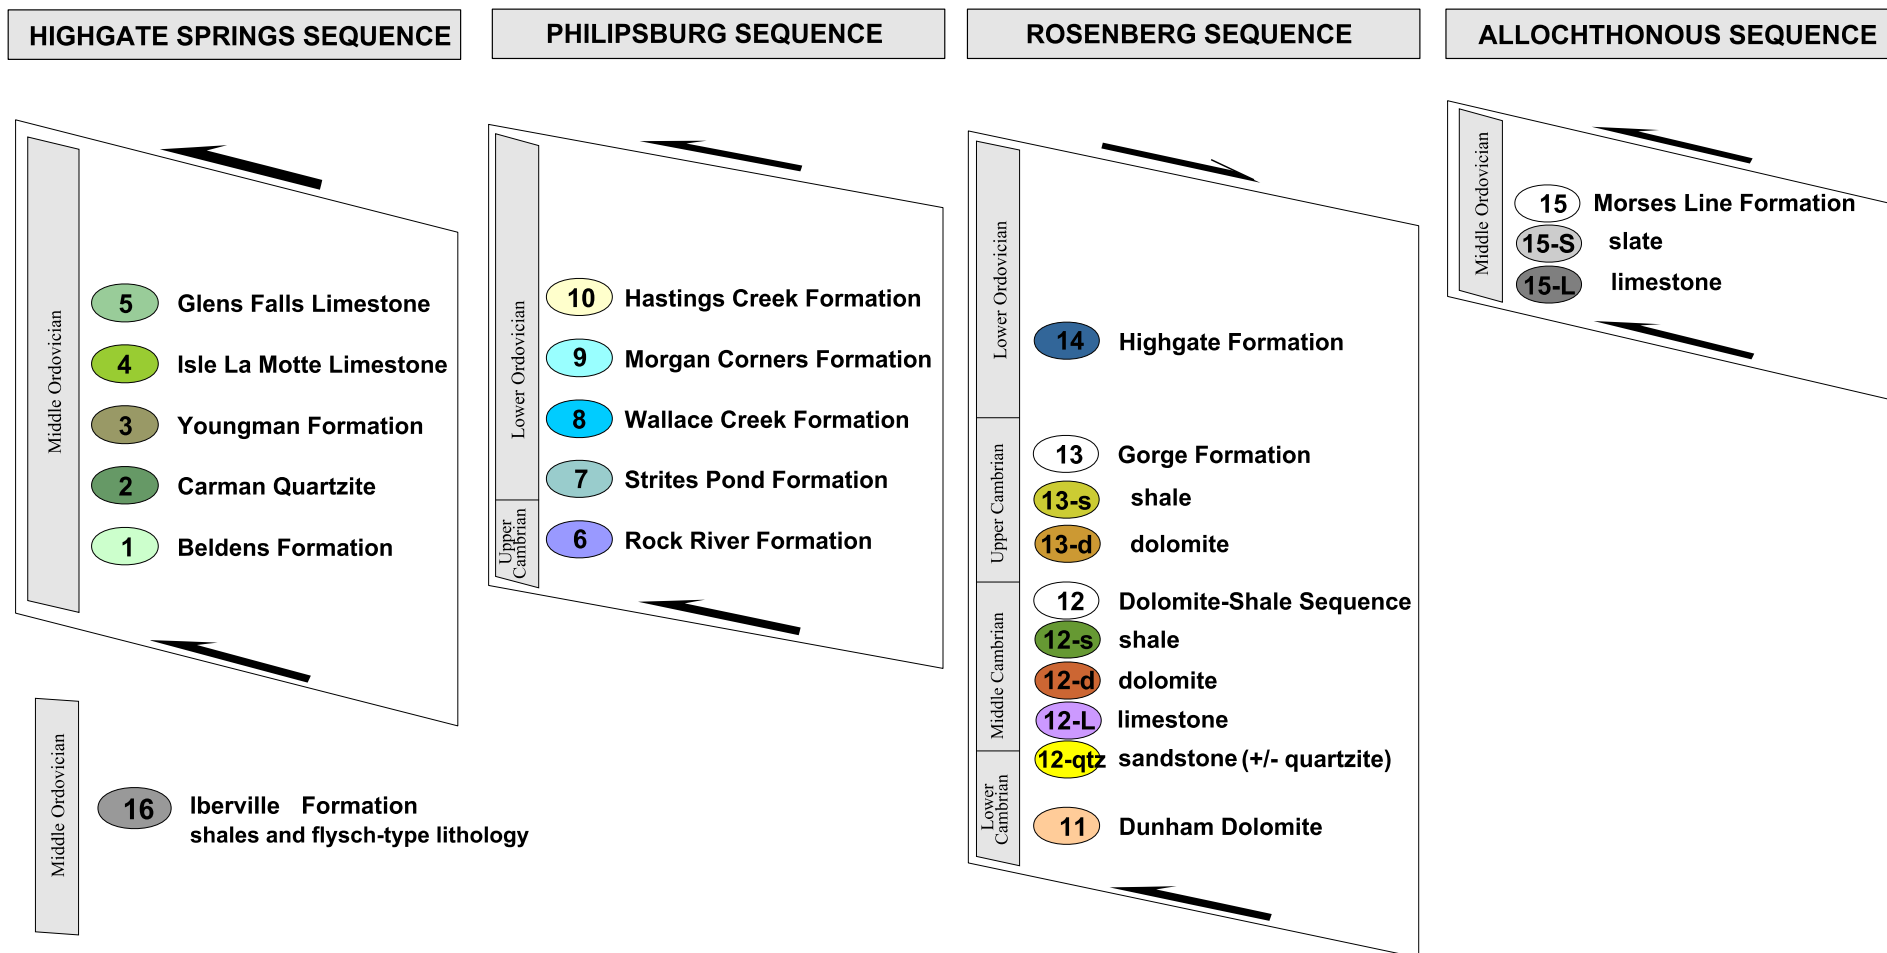 HIGHGATE SPRINGS SEQUENCE
Middle Ordovician
5 Glens Falls Limestone
4 Isle La Motte Limestone
3 Youngman Formation
2 Carman Quartzite
1 Beldens Formation
Middle Ordovician
16 Iberville Formation
shales and flysch-type lithology
PHILIPSBURG SEQUENCE
Lower Ordovician
10 Hastings Creek Formation
9 Morgan Corners Formation
8 Wallace Creek Formation
7 Strites Pond Formation
Upper
Cambrian
6 Rock River Formation
ROSENBERG SEQUENCE
Lower Ordovician
14 Highgate Formation
Upper Cambrian
13 Gorge Formation
13-s shale
13-d dolomite
Middle Cambrian
12 Dolomite-Shale Sequence
12-s shale
12-d dolomite
12-L limestone
12-qtz sandstone (+/- quartzite)
Lower
Cambrian
11 Dunham Dolomite
ALLOCHTHONOUS SEQUENCE
Middle Ordovician
15 Morses Line Formation
15-S slate
15-L limestone